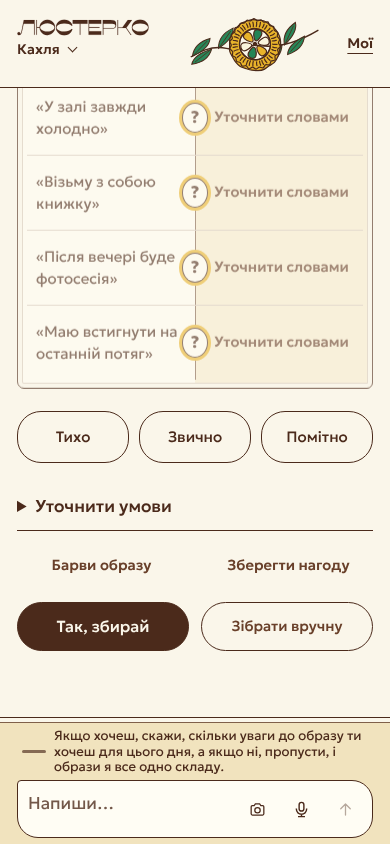 ЛЮСТЕРКО
Кахля
Мої
«У залі завжди
холодно»
?
Уточнити словами
«Візьму з собою
книжку»
?
Уточнити словами
«Після вечері буде
фотосесія»
?
Уточнити словами
«Маю встигнути на
останній потяг»
?
Уточнити словами
Тихо
Звично
Помітно
Уточнити умови
Барви образу
Зберегти нагоду
Так, збирай
Зібрати вручну
Якщо хочеш, скажи, скільки уваги до образу ти
хочеш для цього дня, а якщо ні, пропусти, і
образи я все одно складу.
Напиши...